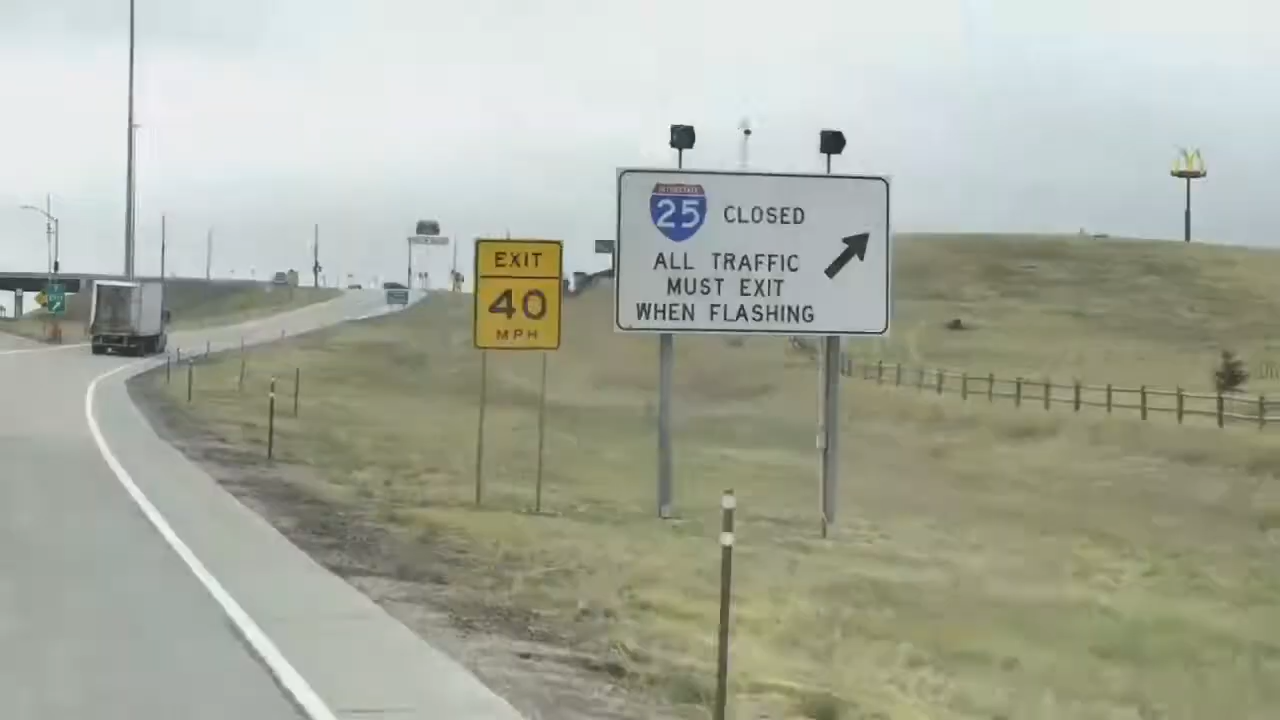 EXIT
40
MPH
INTERSTATE
25 CLOSED
ALL TRAFFIC
MUST EXIT
WHEN FLASHING